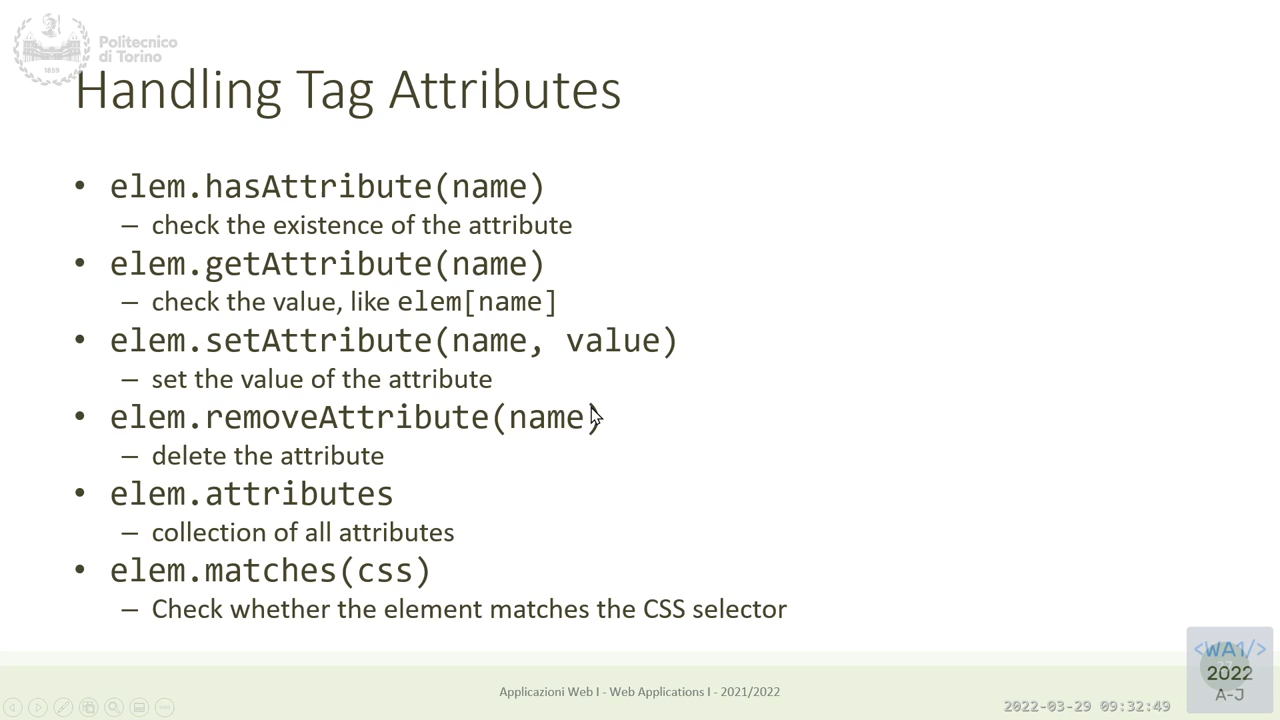 Politecnico
di Torino
1859
Handling Tag Attributes
• elem.hasAttribute(name)
– check the existence of the attribute
• elem.getAttribute(name)
– check the value, like elem[name]
• elem.setAttribute(name, value)
– set the value of the attribute
• elem.removeAttribute(name)
– delete the attribute
• elem.attributes
– collection of all attributes
• elem.matches(css)
– Check whether the element matches the CSS selector
Applicazioni Web I - Web Applications I - 2021/2022
2022-03-29 09:32:49
<WA1/>
2022
A-J